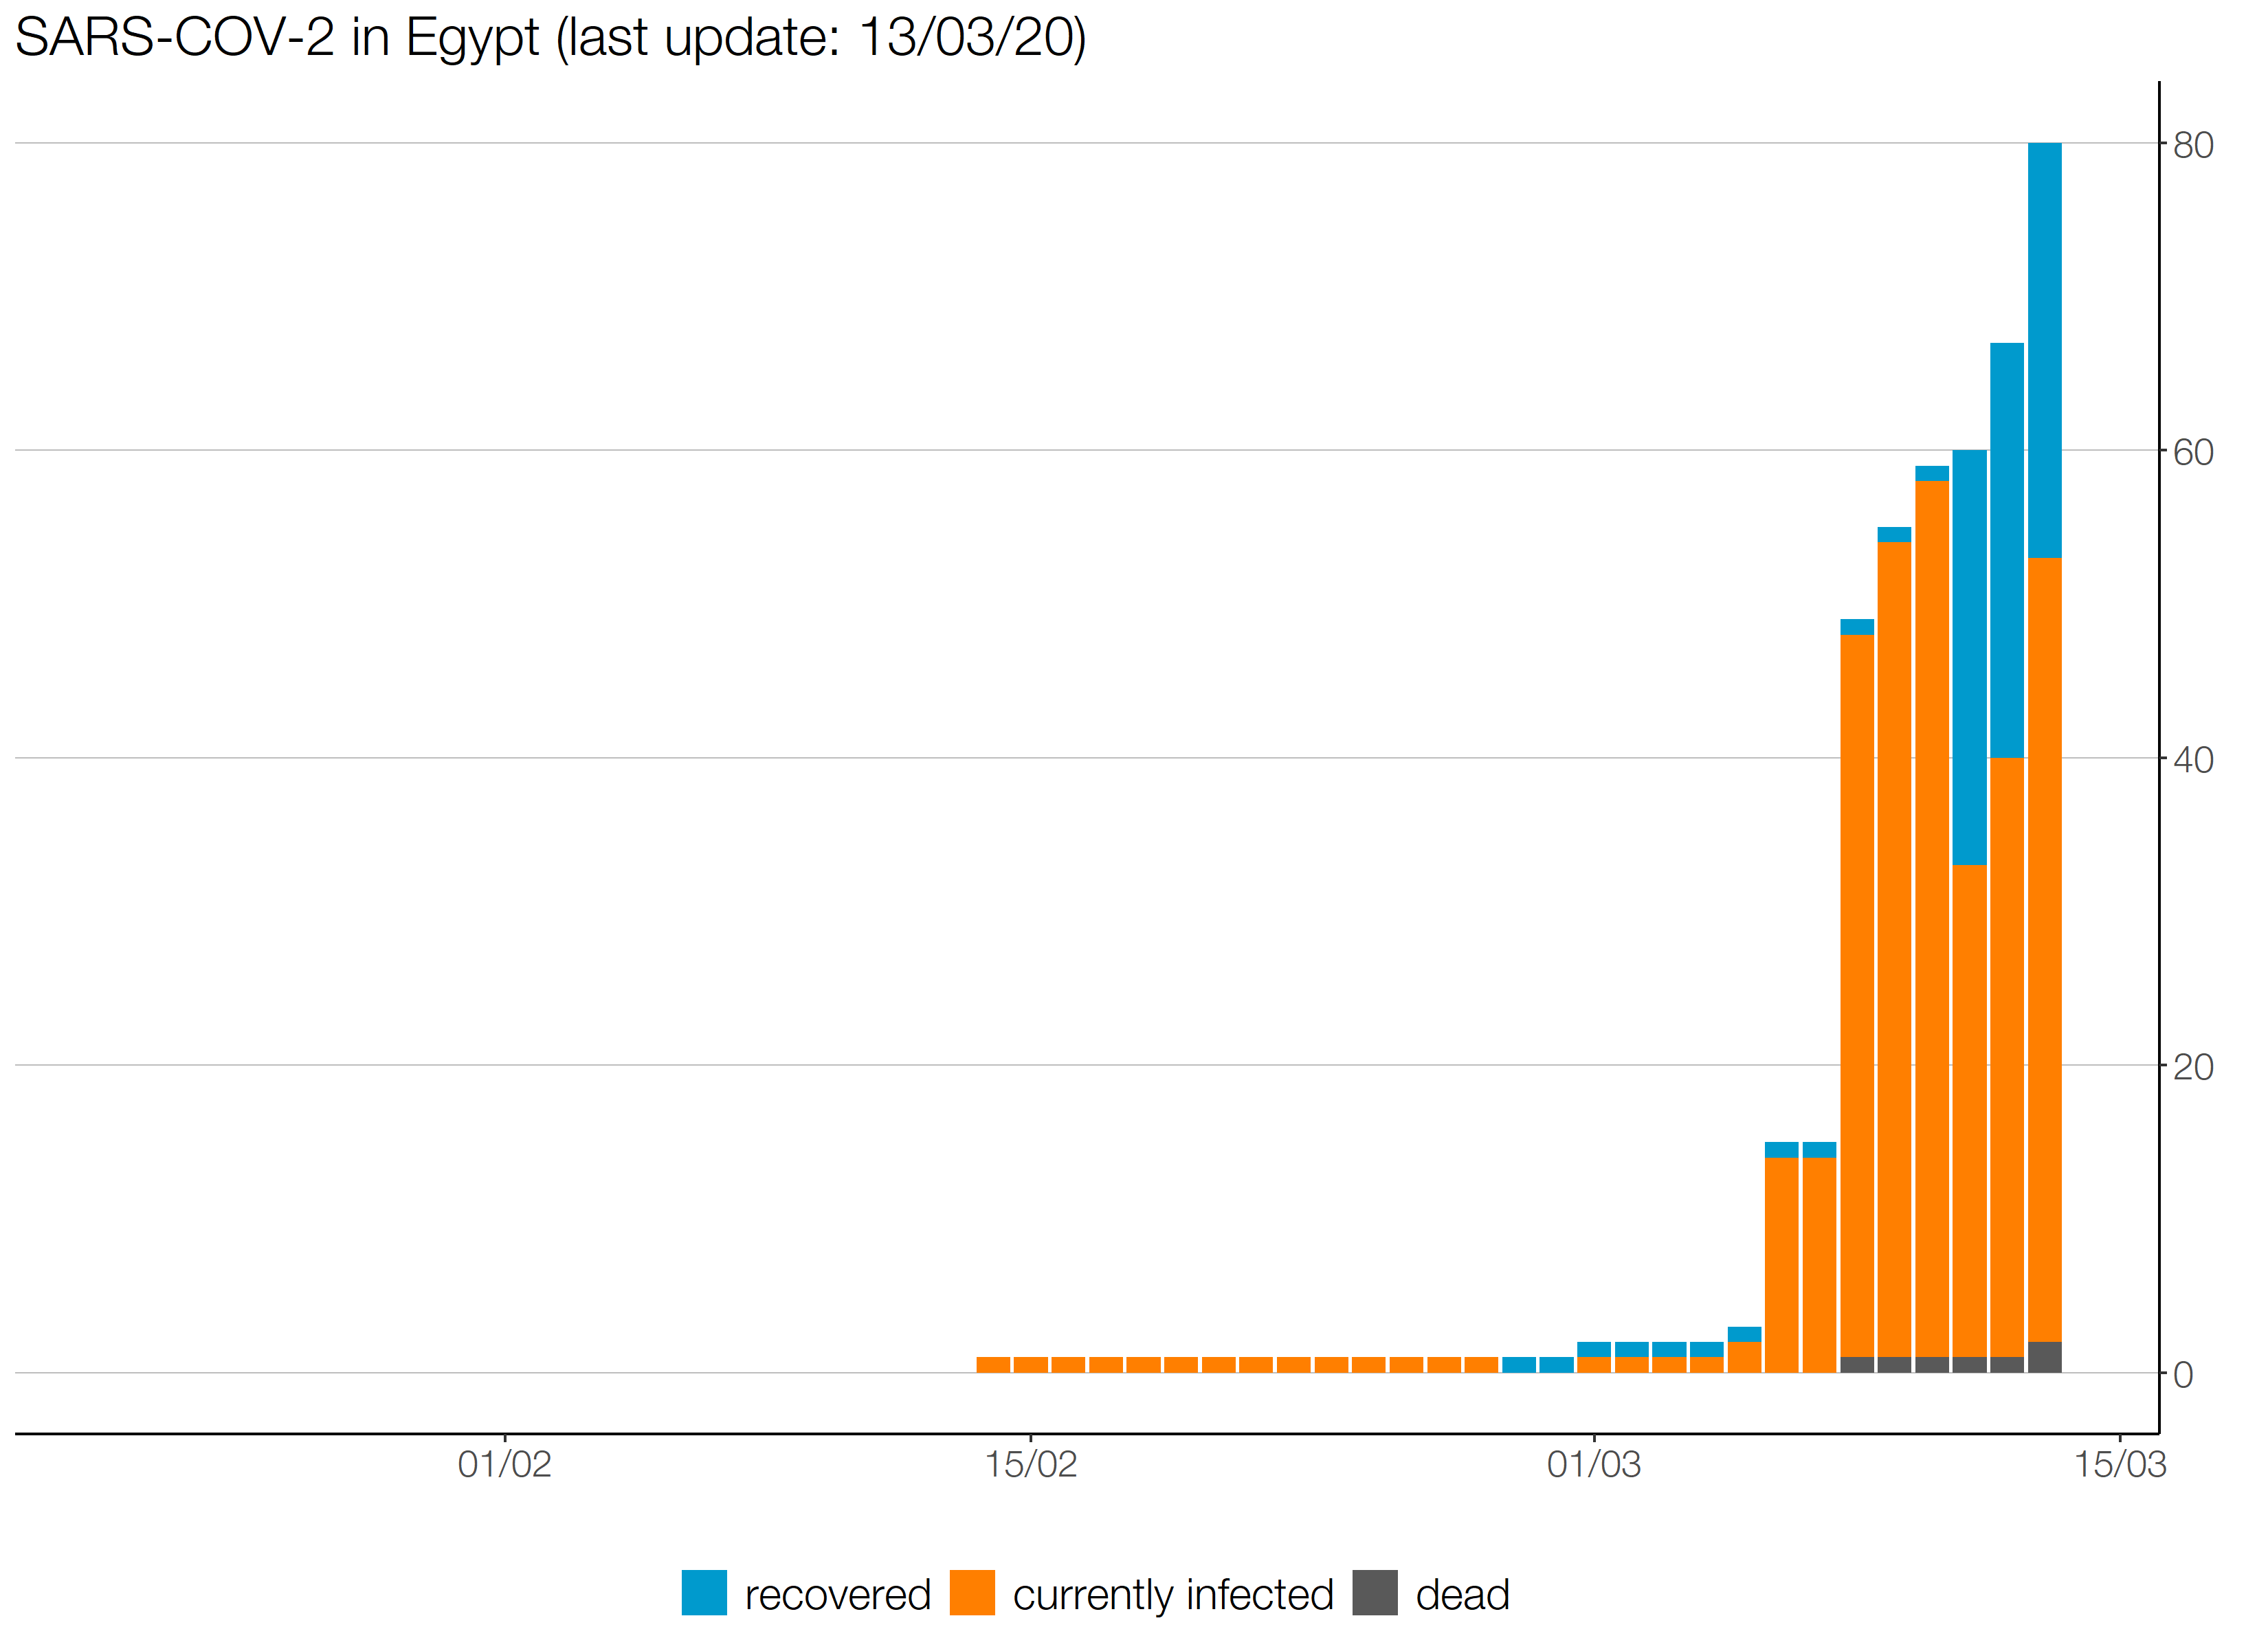 SARS-COV-2 in Egypt (last update: 13/03/20)
80
60
40
20
0
01/02 15/02 01/03 15/03
recovered currently infected dead